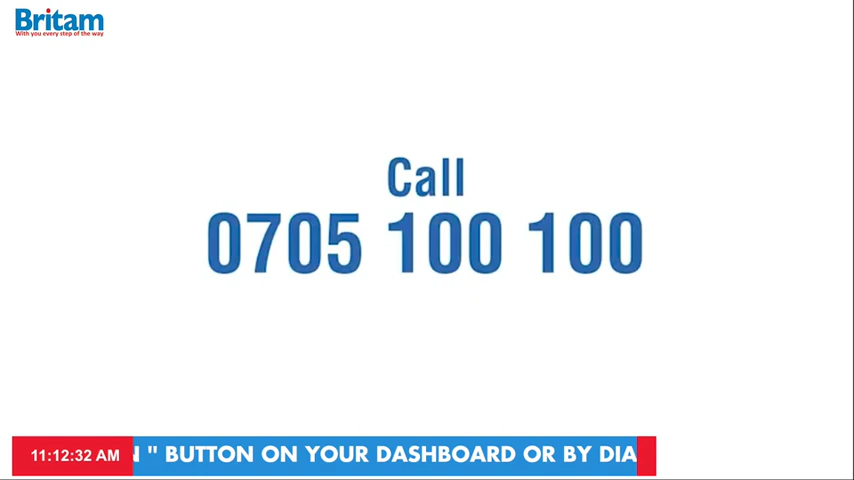 Britam
With you every step of the way
Call
0705 100 100
11:12:32 AM
N " BUTTON ON YOUR DASHBOARD OR BY DIA